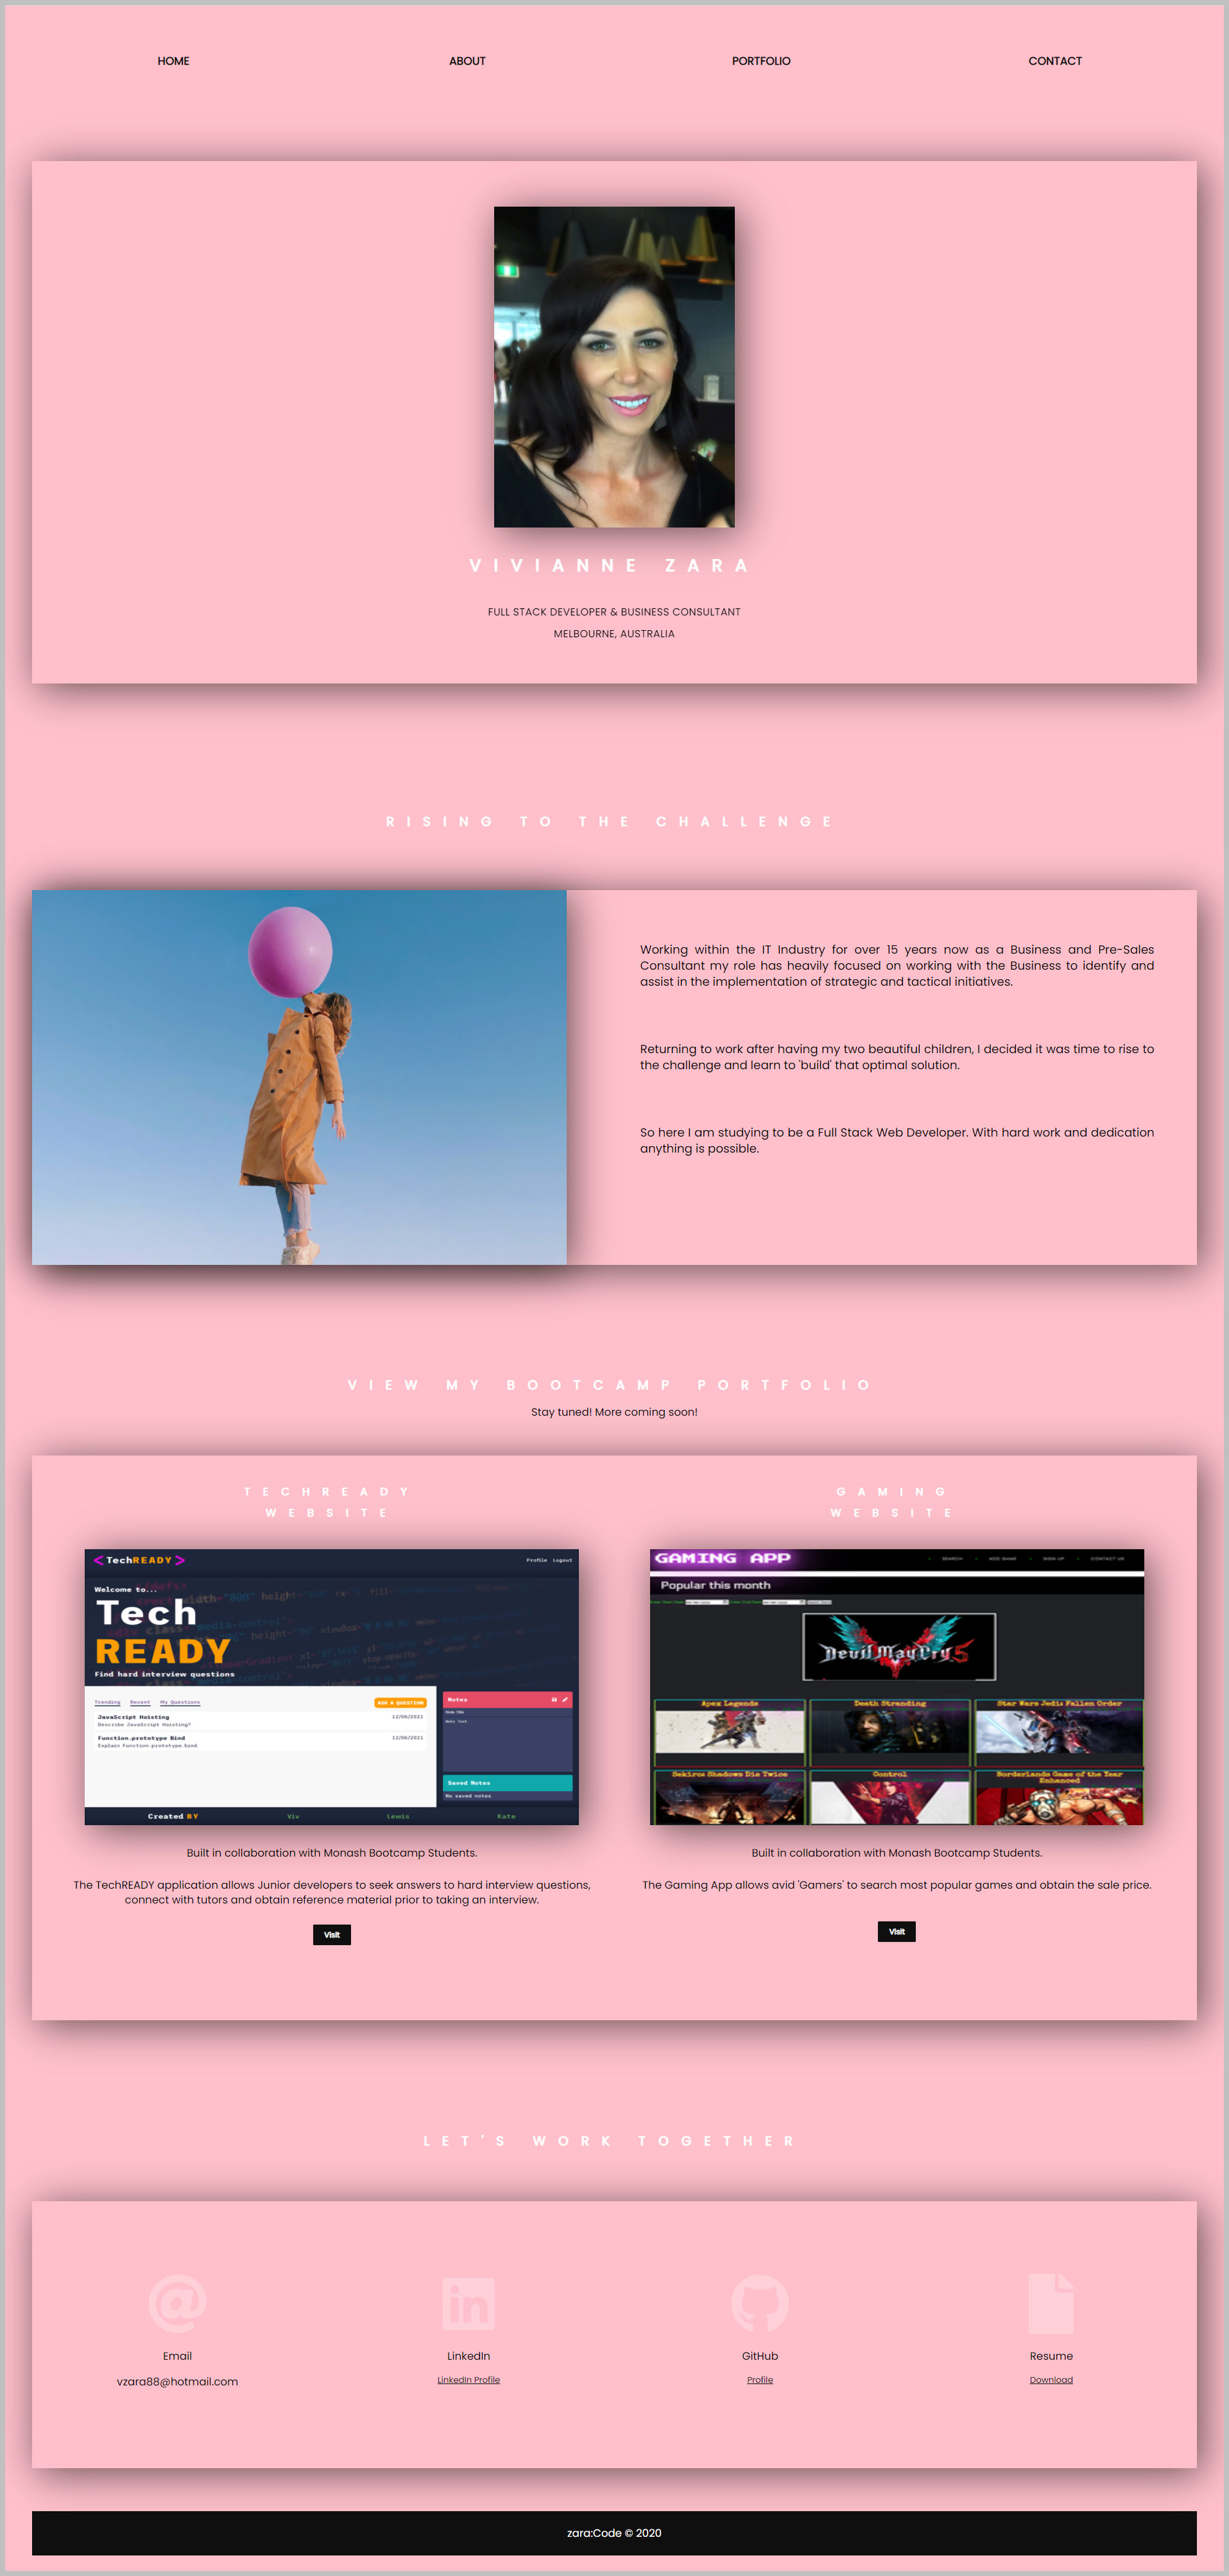 HOME ABOUT PORTFOLIO CONTACT
VIVIANNE ZARA
FULL STACK DEVELOPER & BUSINESS CONSULTANT
MELBOURNE, AUSTRALIA
RISING TO THE CHALLENGE
Working within the IT Industry for over 15 years now as a Business and Pre-Sales
Consultant my role has heavily focused on working with the Business to identify and
assist in the implementation of strategic and tactical initiatives.
Returning to work after having my two beautiful children, I decided it was time to rise to
the challenge and learn to 'build' that optimal solution.
So here I am studying to be a Full Stack Web Developer. With hard work and dedication
anything is possible.
VIEW MY BOOTCAMP PORTFOLIO
Stay tuned! More coming soon!
TECHREADY
WEBSITE
<TechREADY>
Profile Logout
Welcome to...
Tech
READY
Find hard interview questions
Trending Recent My Questions
ADD A QUESTION
JavaScript Hoisting 12/06/2021
Describe JavaScript Hoisting?
Function.prototype Bind 12/06/2021
Explain Function.prototype.bind
Notes
Note Title
Note Text
Saved Notes
No saved notes
Created BY Viv Lewis Kate
Built in collaboration with Monash Bootcamp Students.
The TechREADY application allows Junior developers to seek answers to hard interview questions,
connect with tutors and obtain reference material prior to taking an interview.
Visit
GAMING
WEBSITE
GAMING APP
SEARCH ADD GAME SIGN UP CONTACT US
Popular this month
Devil May Cry 5
Apex Legends Death Stranding Star Wars Jedi: Fallen Order
Sekiro: Shadows Die Twice Control Borderlands Game of the Year
Enhanced
Built in collaboration with Monash Bootcamp Students.
The Gaming App allows avid 'Gamers' to search most popular games and obtain the sale price.
Visit
LET'S WORK TOGETHER
Email LinkedIn GitHub Resume
vzara88@hotmail.com LinkedIn Profile Profile Download
zara:Code © 2020